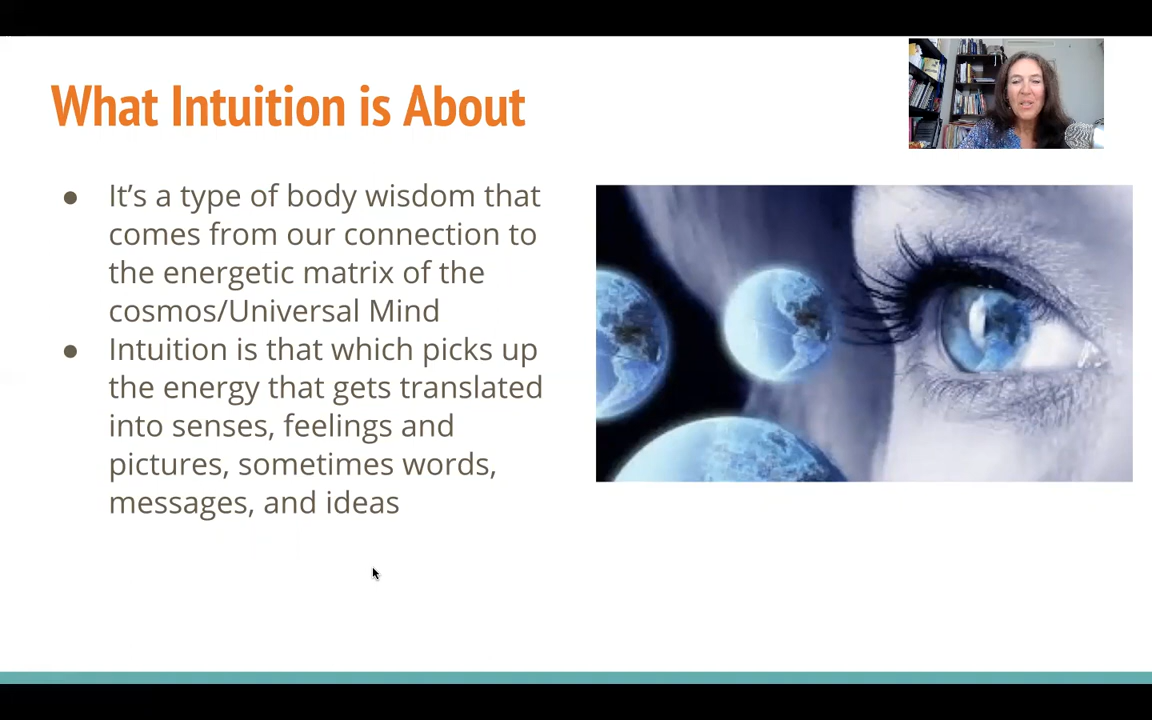 What Intuition is About
● It’s a type of body wisdom that
comes from our connection to
the energetic matrix of the
cosmos/Universal Mind
● Intuition is that which picks up
the energy that gets translated
into senses, feelings and
pictures, sometimes words,
messages, and ideas